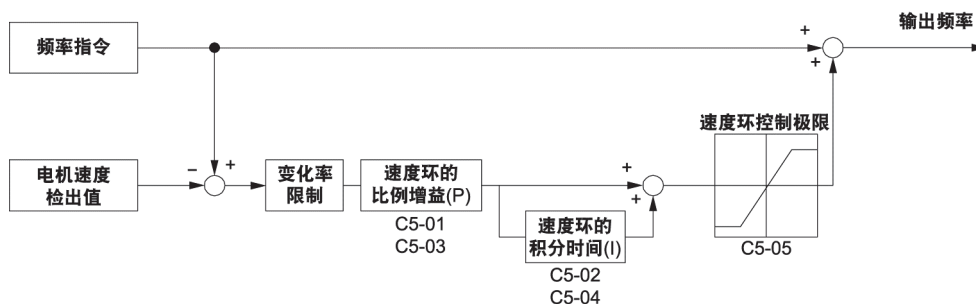 输出频率
频率指令
+
+
速度环控制极限
电机速度
检出值
−
+
变化率
限制
速度环的
比例增益(P)
C5-01
C5-03
+
+
速度环的
积分时间(I)
C5-02
C5-04
C5-05